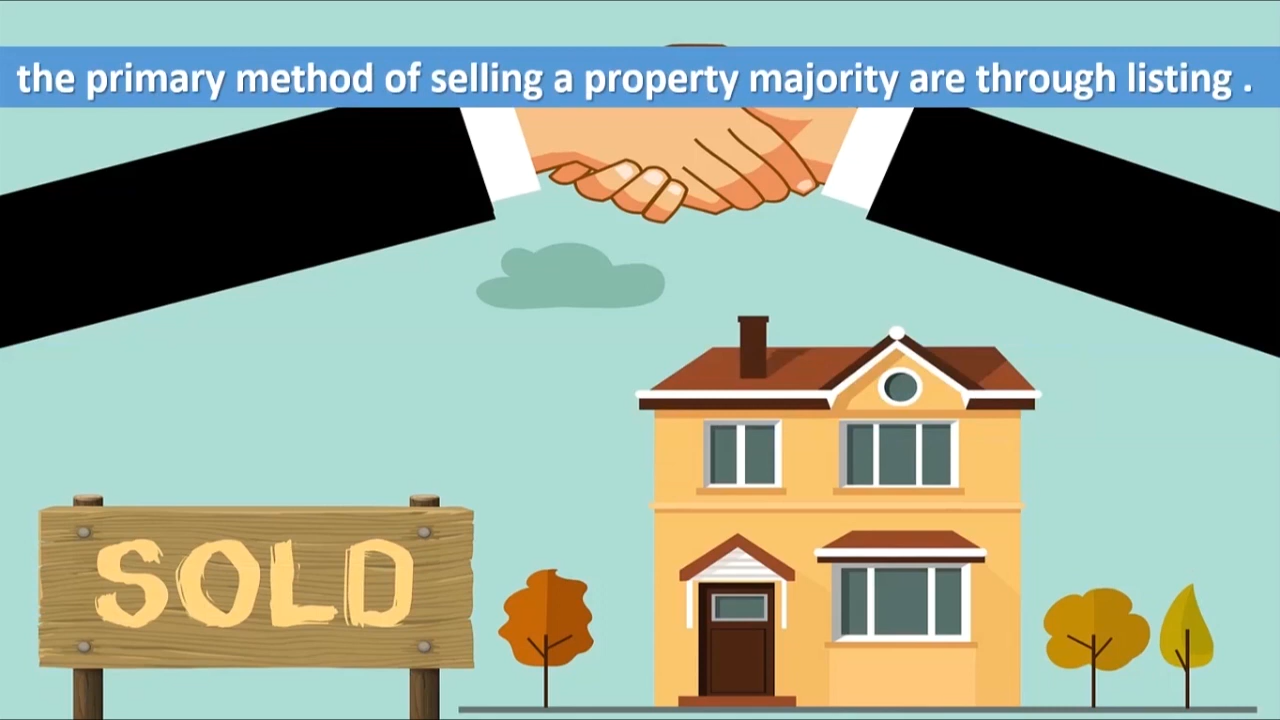 the primary method of selling a property majority are through listing .
SOLD